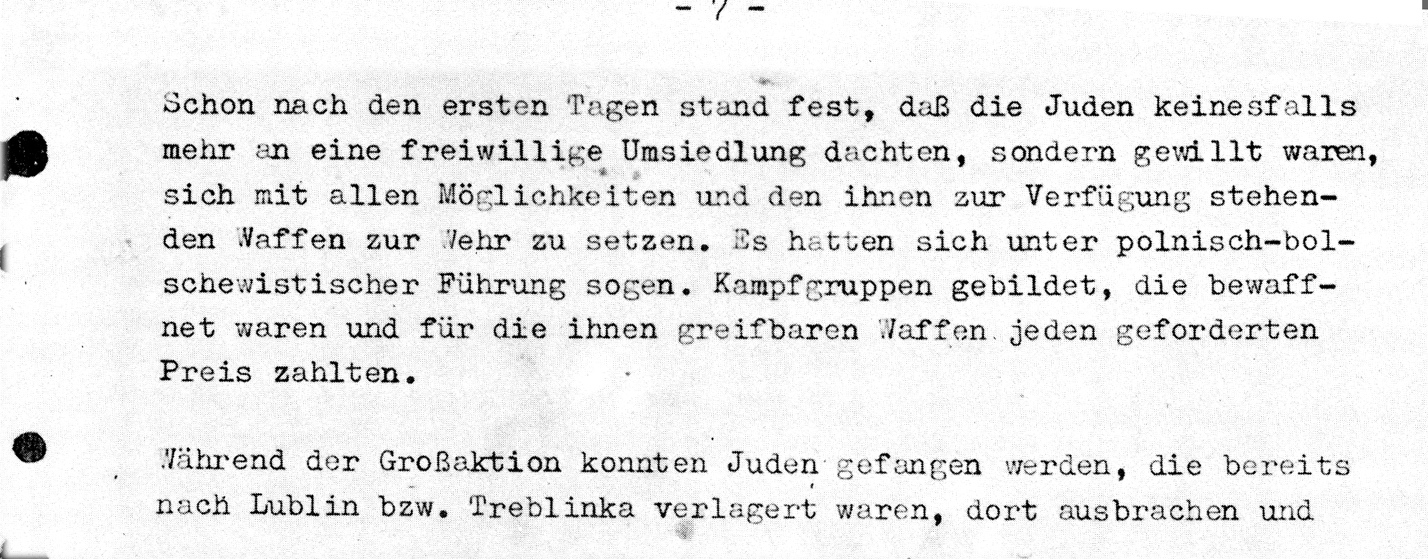 - 7 -
Schon nach den ersten Tagen stand fest, daß die Juden keinesfalls
mehr an eine freiwillige Umsiedlung dachten, sondern gewillt waren,
sich mit allen Möglichkeiten und den ihnen zur Verfügung stehen-
den Waffen zur Wehr zu setzen. Es hatten sich unter polnisch-bol-
schewistischer Führung sogen. Kampfgruppen gebildet, die bewaff-
net waren und für die ihnen greifbaren Waffen jeden geforderten
Preis zahlten.
Während der Großaktion konnten Juden gefangen werden, die bereits
nach Lublin bzw. Treblinka verlagert waren, dort ausbrachen und